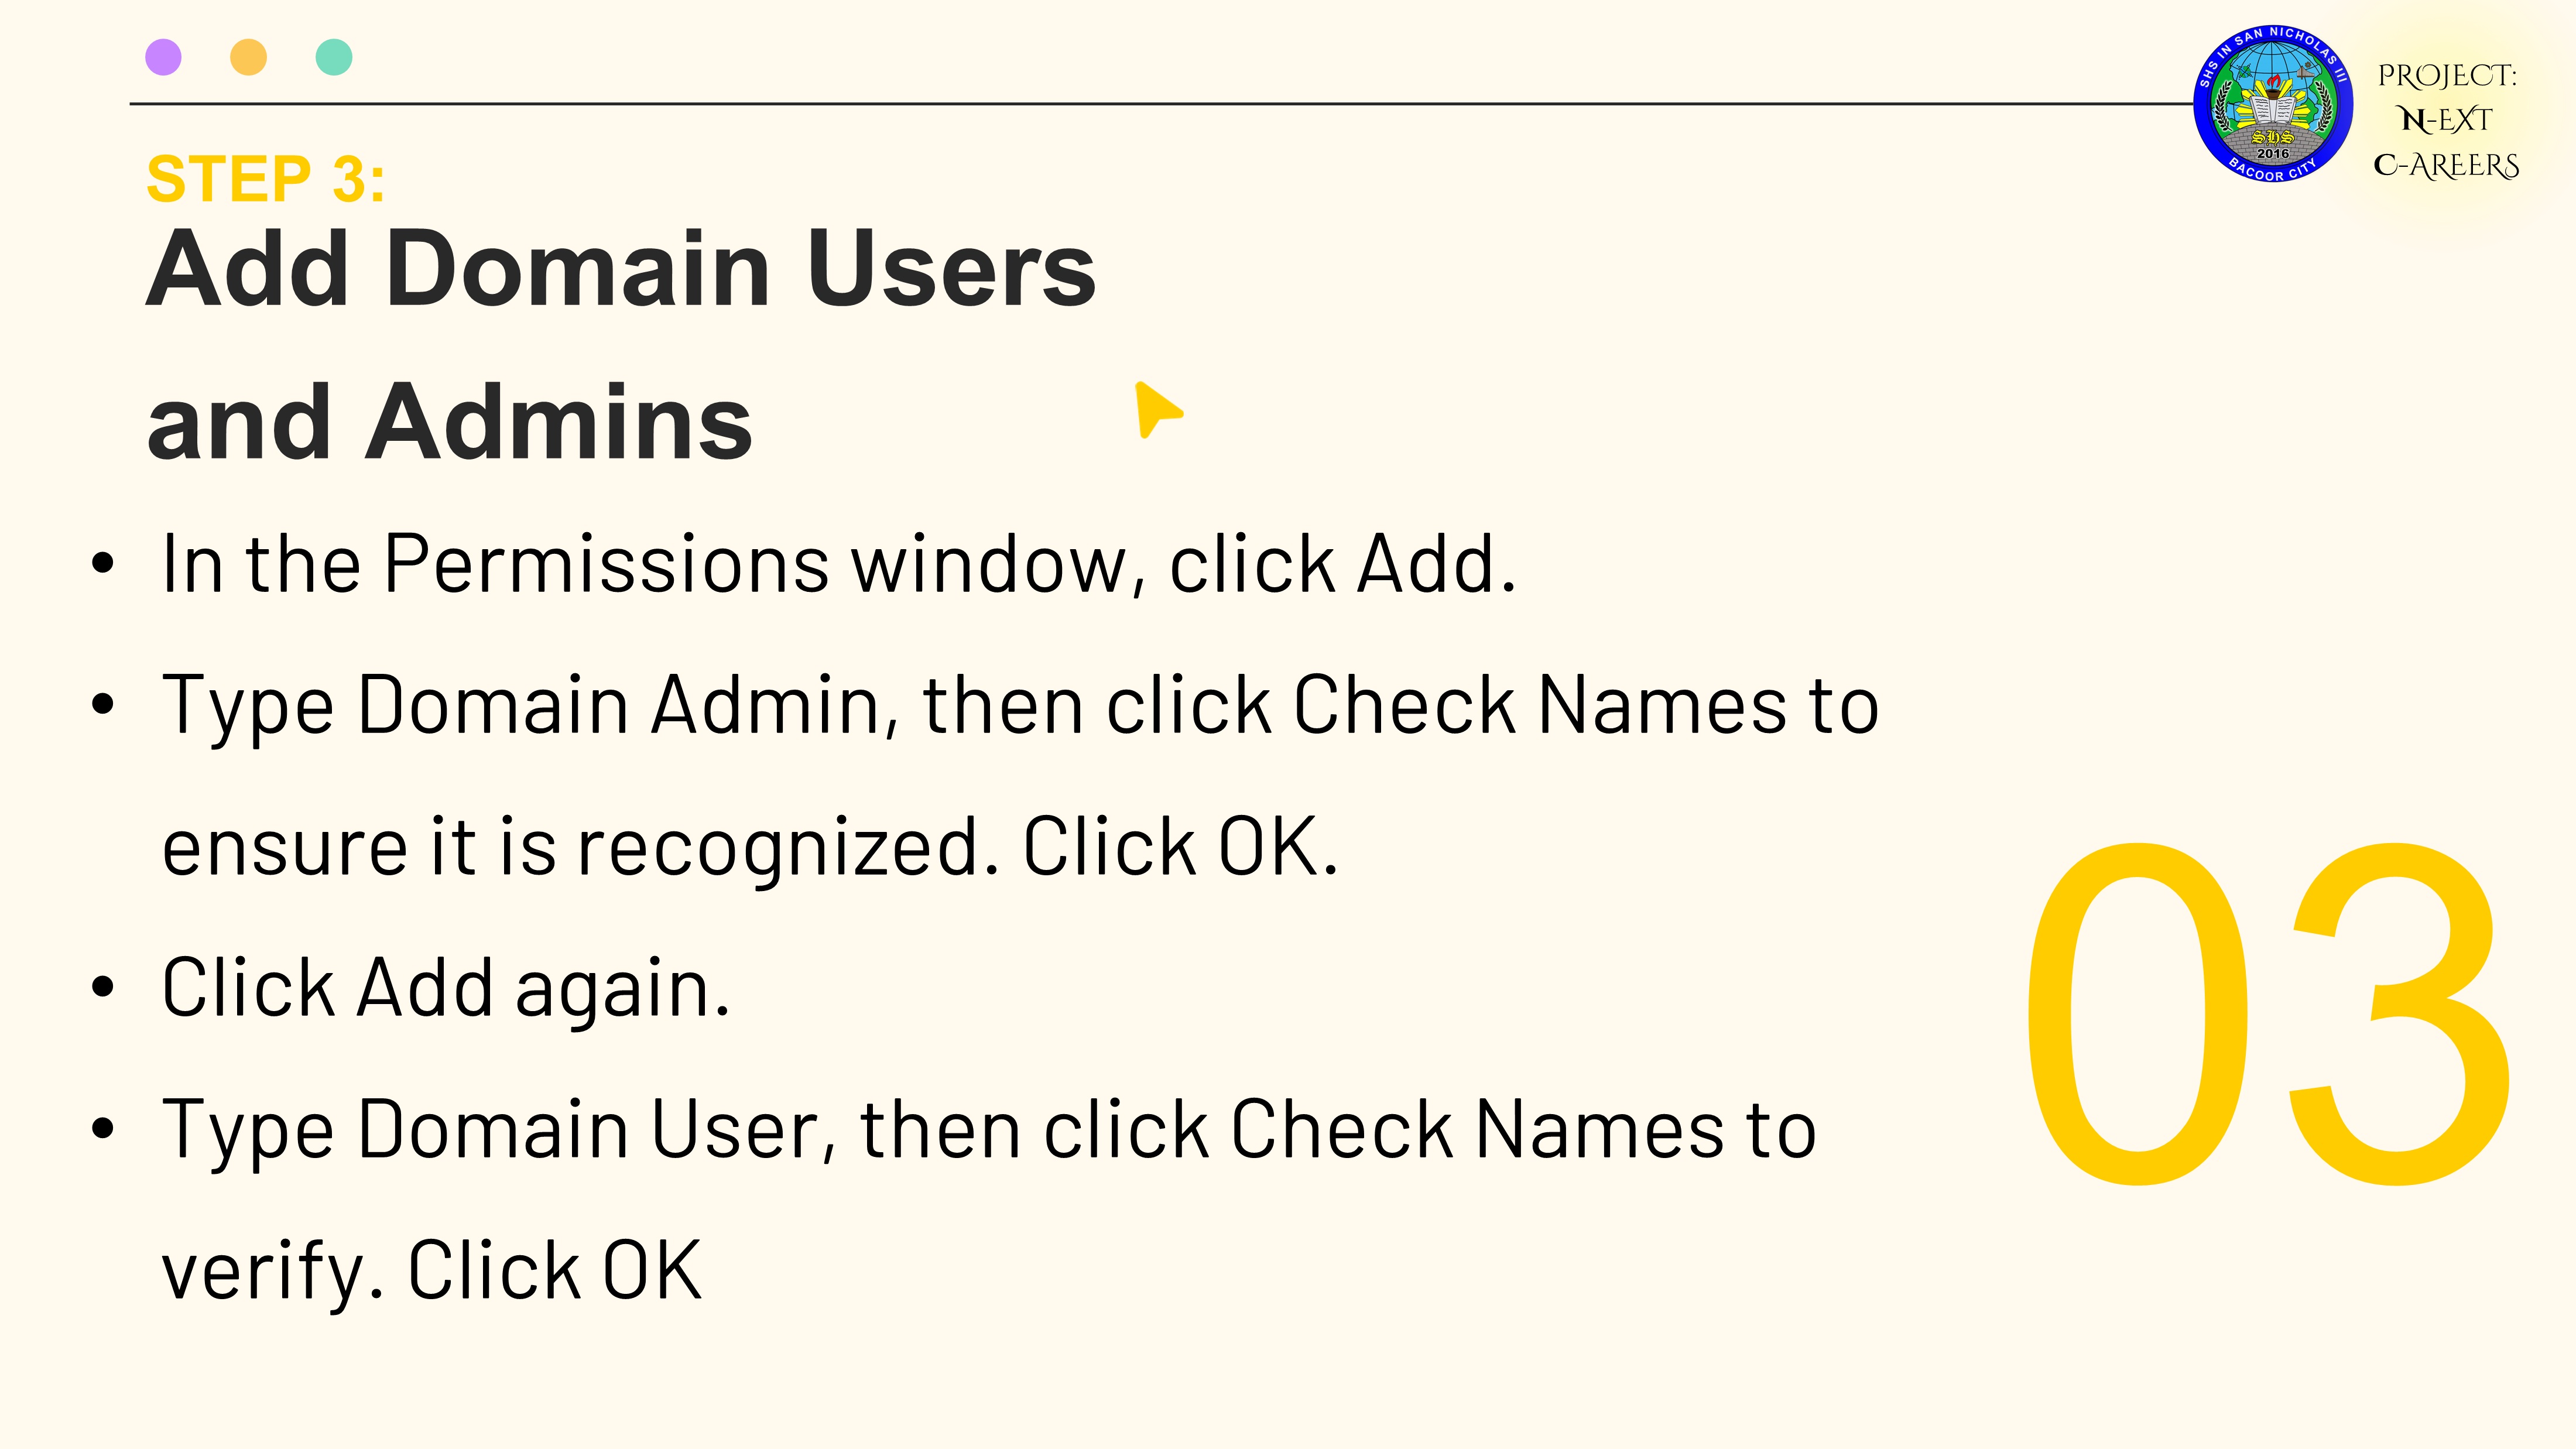 SHS IN SAN NICHOLAS III
SHS
2016
BACOOR CITY
PROJECT:
N-EXT
C-AREERS
STEP 3:
Add Domain Users
and Admins
• In the Permissions window, click Add.
• Type Domain Admin, then click Check Names to
ensure it is recognized. Click OK.
• Click Add again.
• Type Domain User, then click Check Names to
verify. Click OK
03